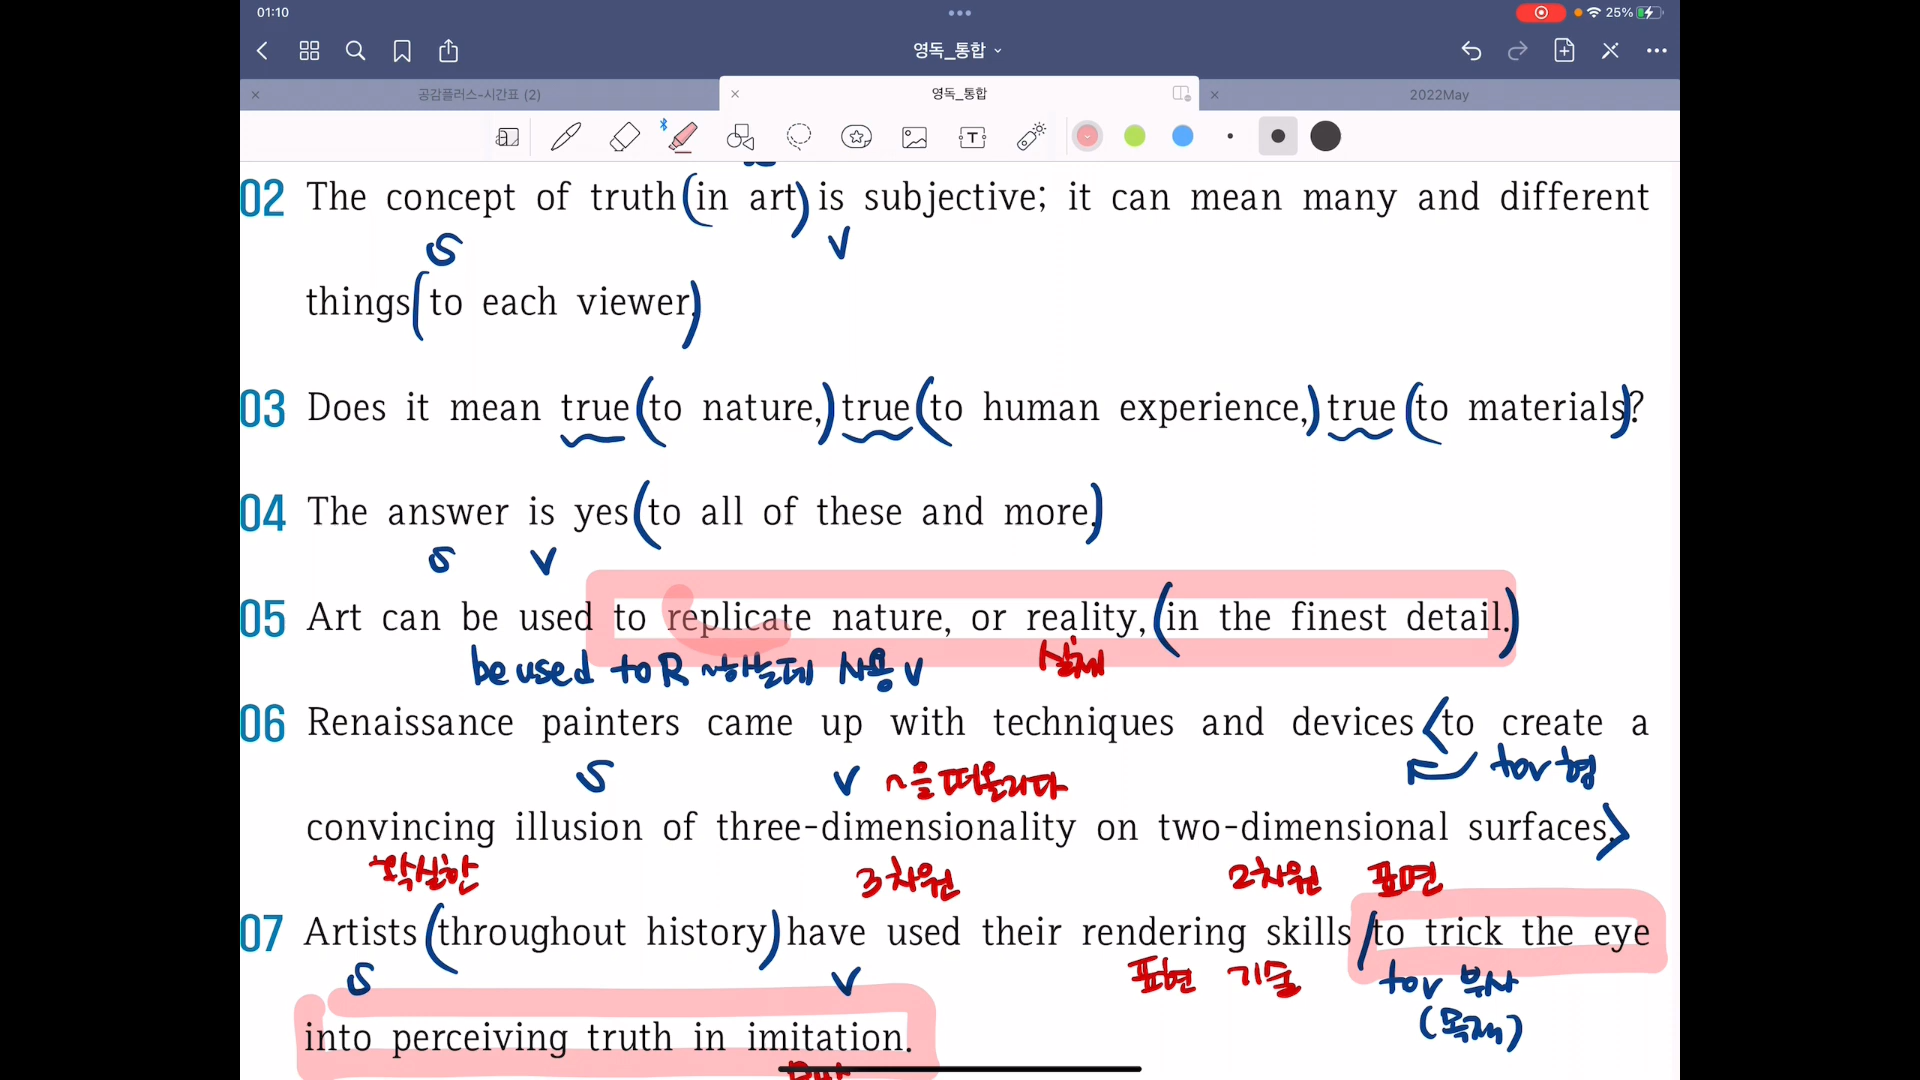 01:10
25%
영독_통합
공감플러스-시간표 (2)
영독_통합
2022May
02 The concept of truth (in art) is subjective; it can mean many and different
S V
things (to each viewer.)
03 Does it mean true (to nature,) true (to human experience,) true (to materials)?
04 The answer is yes (to all of these and more.)
S V
05 Art can be used to replicate nature, or reality, (in the finest detail.)
be used to R ~하는데 사용 V 실제
06 Renaissance painters came up with techniques and devices <to create a
S V ~을 떠올리다 to v 형
convincing illusion of three-dimensionality on two-dimensional surfaces.>
확실한 3차원 2차원 표면
07 Artists (throughout history) have used their rendering skills / to trick the eye
S V 표현 기술 to v 부사
(목적)
into perceiving truth in imitation.